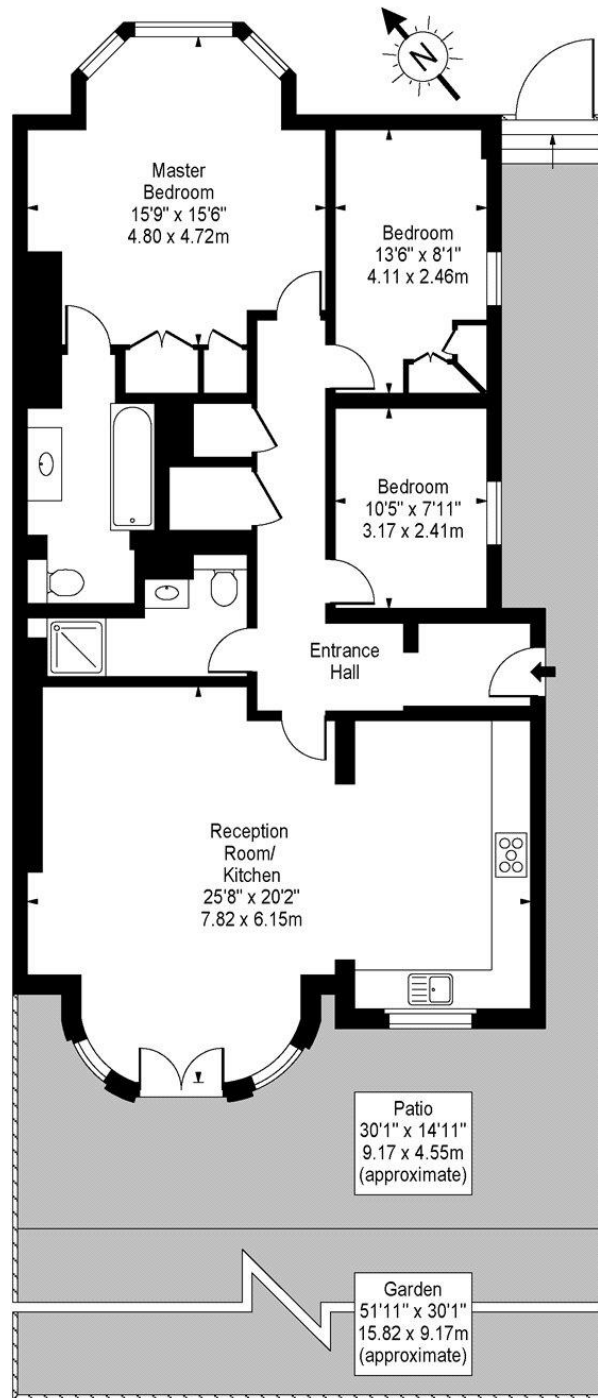 N
Master
Bedroom
15'9" x 15'6"
4.80 x 4.72m
Bedroom
13'6" x 8'1"
4.11 x 2.46m
Bedroom
10'5" x 7'11"
3.17 x 2.41m
Entrance
Hall
Reception
Room/
Kitchen
25'8" x 20'2"
7.82 x 6.15m
Patio
30'1" x 14'11"
9.17 x 4.55m
(approximate)
Garden
51'11" x 30'1"
15.82 x 9.17m
(approximate)